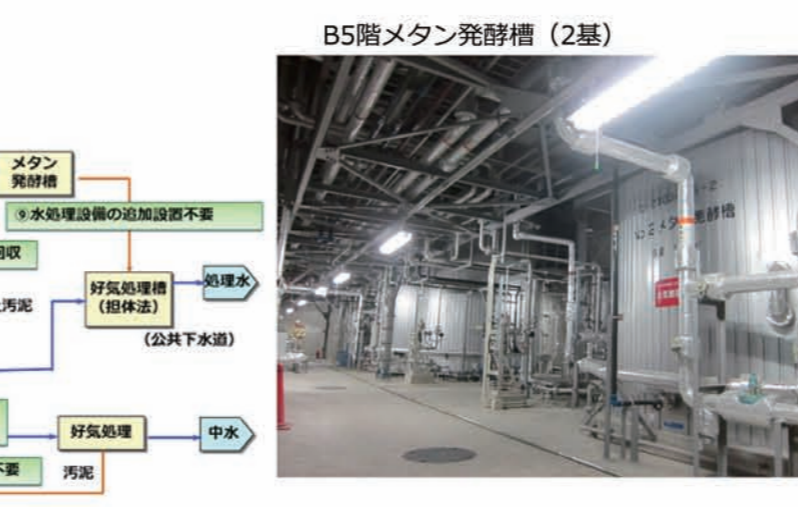 B5階メタン発酵槽（2基）
メタン
発酵槽
⑨水処理設備の追加設置不要
回収
好気処理槽
（担体法）
処理水
汚泥
（公共下水道）
好気処理
中水
不要
汚泥
メタン発酵槽